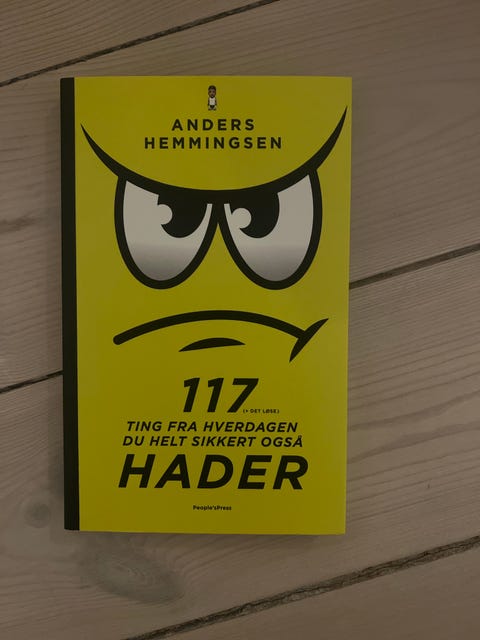 ANDERS
HEMMINGSEN
117 (+ DET LØSE)
TING FRA HVERDAGEN
DU HELT SIKKERT OGSÅ
HADER
People'sPress